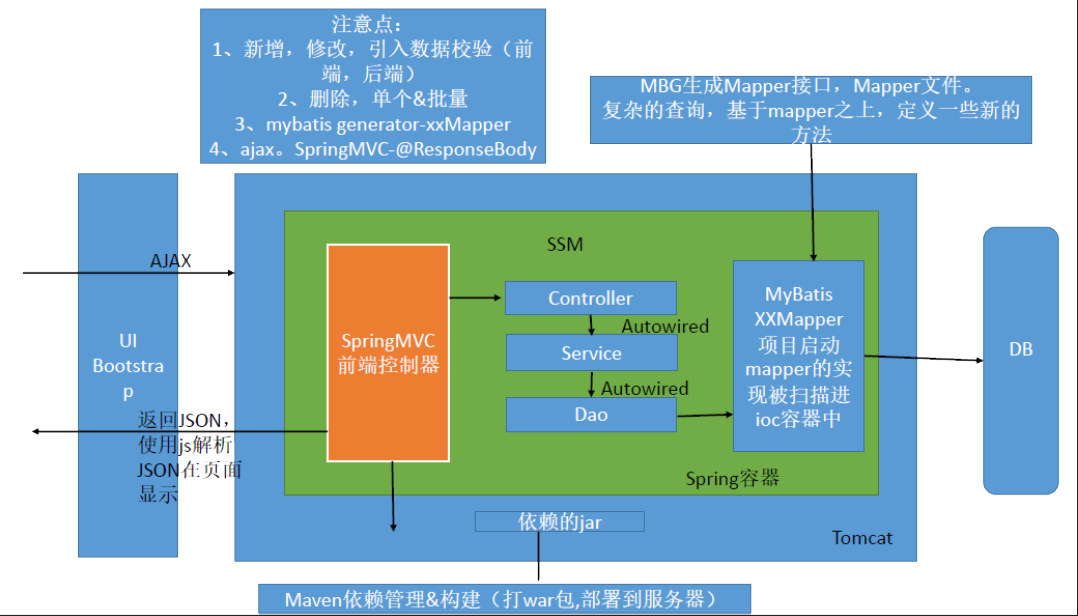 注意点：
1、新增，修改，引入数据校验（前
端，后端）
2、删除，单个&批量
3、mybatis generator-xxMapper
4、ajax。SpringMVC-@ResponseBody
MBG生成Mapper接口，Mapper文件。
复杂的查询，基于mapper之上，定义一些新的
方法
AJAX
UI
Bootstra
p
返回JSON，
使用js解析
JSON在页面
显示
SSM
SpringMVC
前端控制器
Controller
Autowired
Service
Autowired
Dao
MyBatis
XXMapper
项目启动
mapper的实
现被扫描进
ioc容器中
Spring容器
DB
依赖的jar
Tomcat
Maven依赖管理&构建（打war包,部署到服务器）